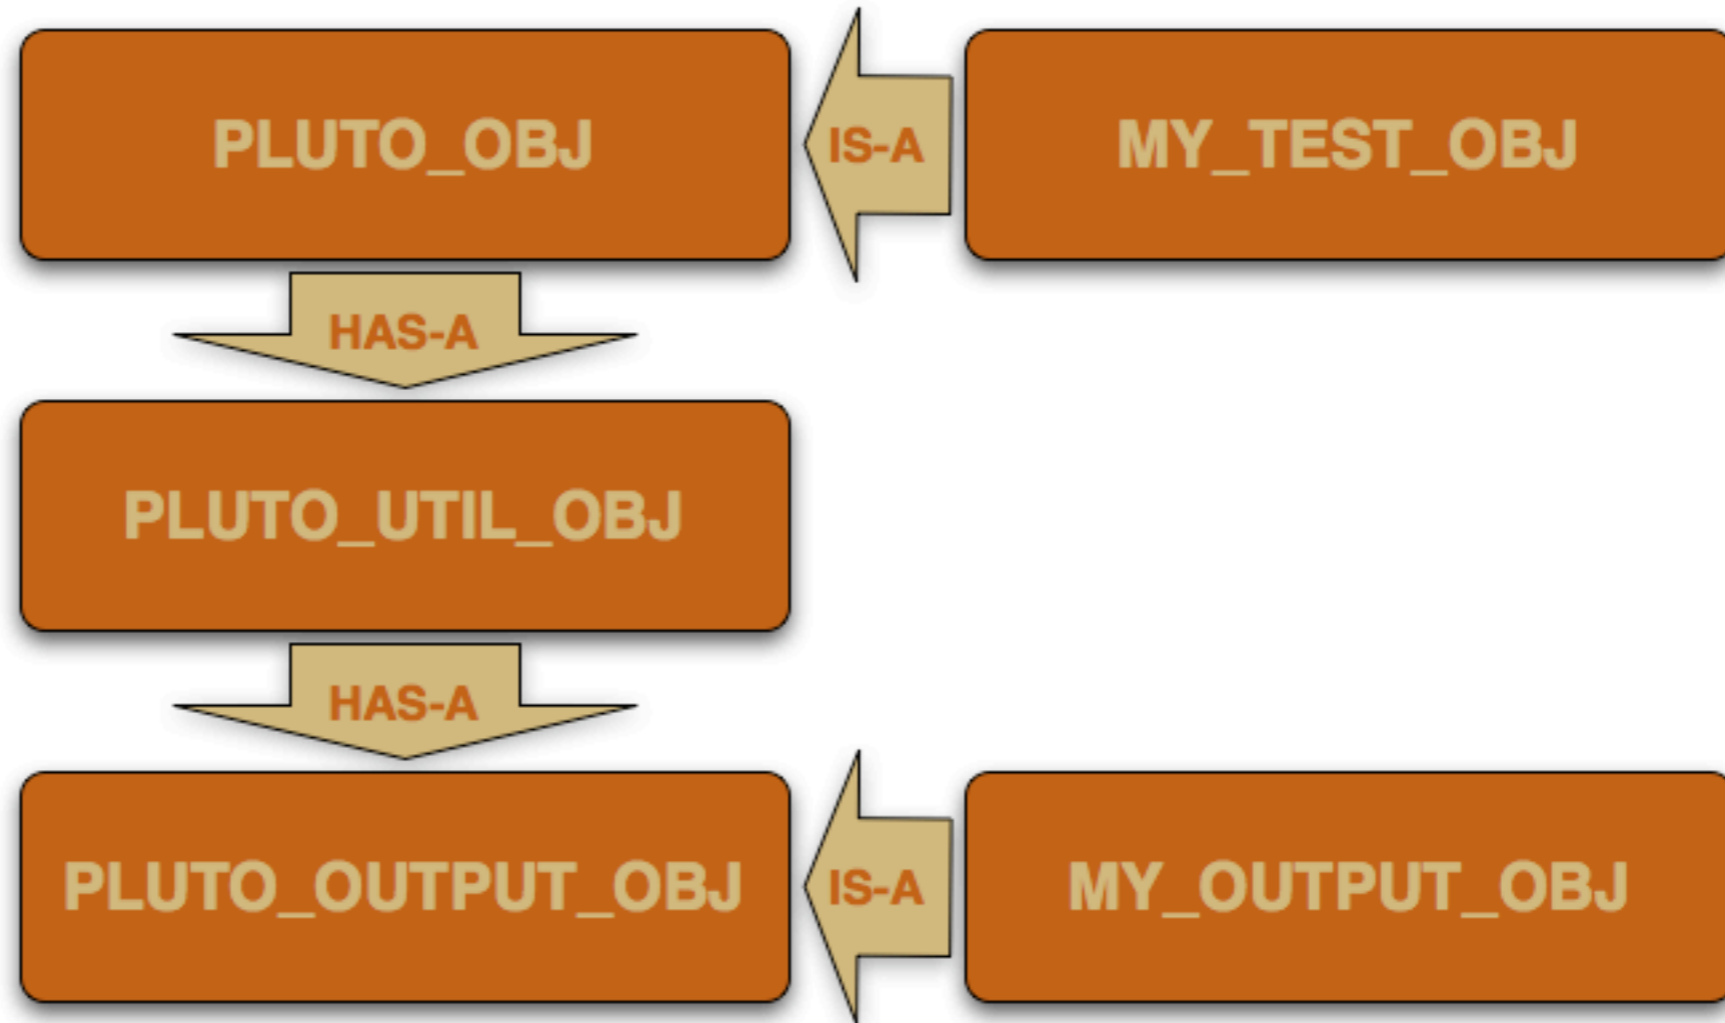 PLUTO_OBJ
IS-A
MY_TEST_OBJ
HAS-A
PLUTO_UTIL_OBJ
HAS-A
PLUTO_OUTPUT_OBJ
IS-A
MY_OUTPUT_OBJ